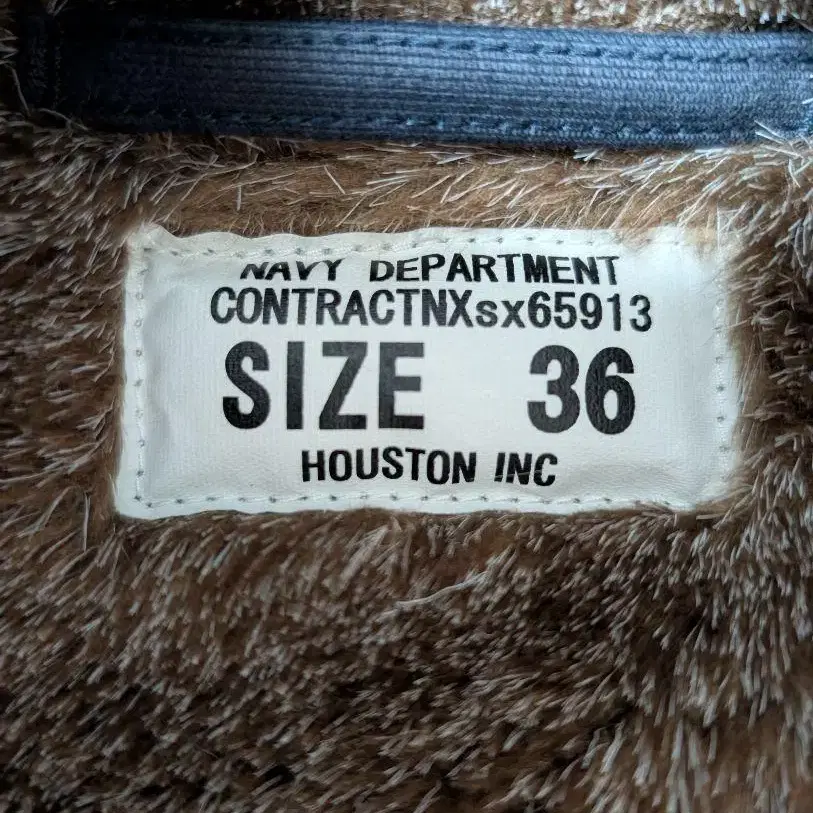 NAVY DEPARTMENT
CONTRACTNXsx65913
SIZE 36
HOUSTON INC